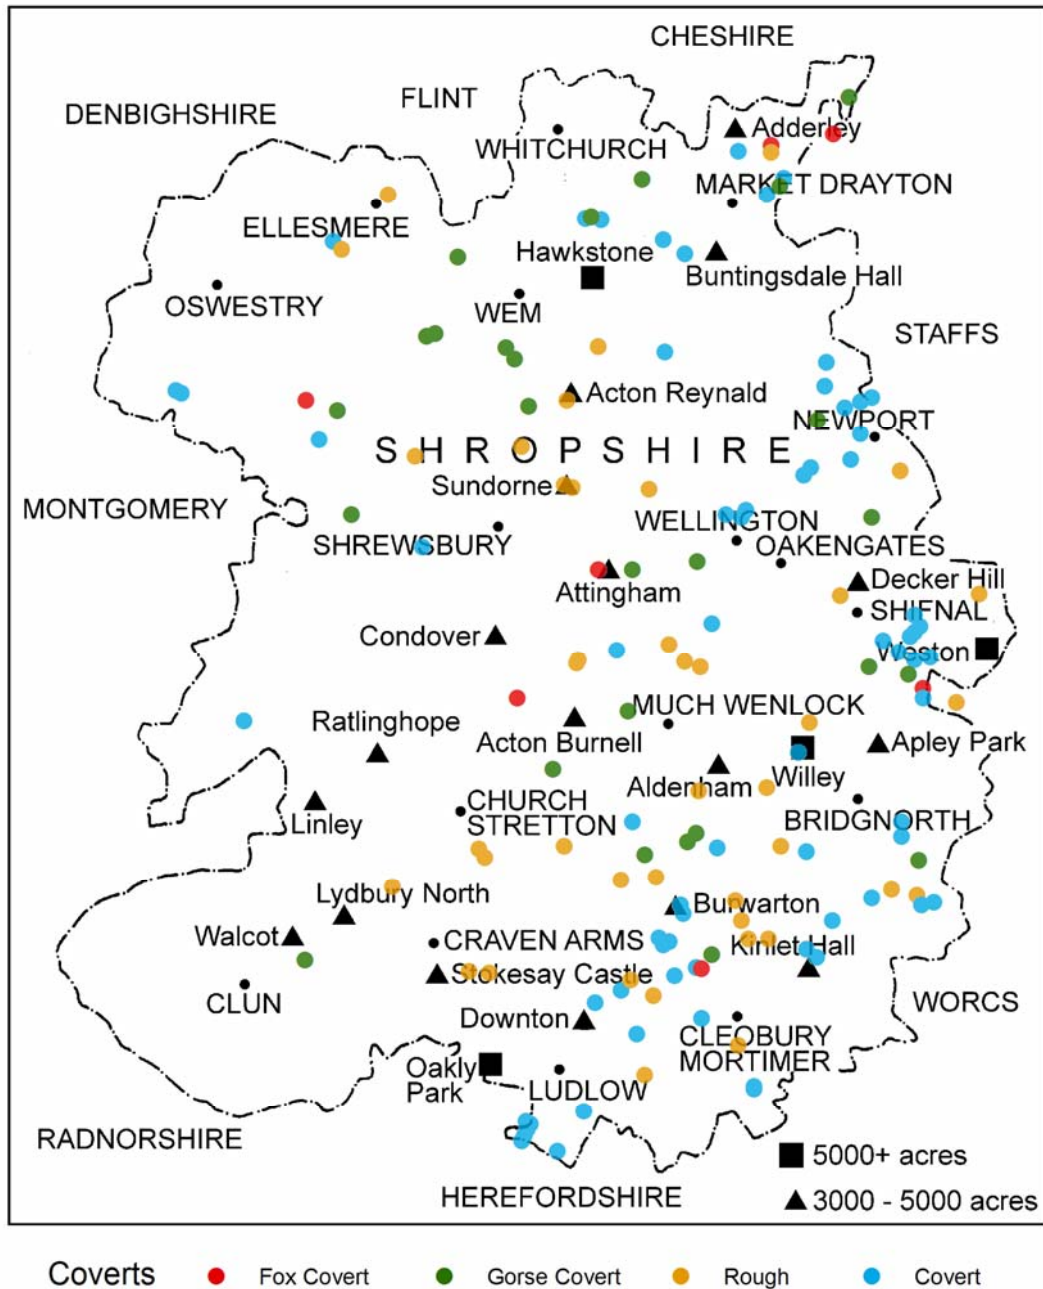 CHESHIRE
FLINT
DENBIGHSHIRE
Adderley
WHITCHURCH
MARKET DRAYTON
ELLESMERE
Hawkstone
Buntingsdale Hall
OSWESTRY
WEM
STAFFS
Acton Reynald
NEWPORT
SHROPSHIRE
Sundorne
MONTGOMERY
WELLINGTON
SHREWSBURY
OAKENGATES
Attingham
Decker Hill
SHIFNAL
Condover
Weston
MUCH WENLOCK
Ratlinghope
Acton Burnell
Apley Park
Willey
Aldenham
Linley
CHURCH
STRETTON
BRIDGNORTH
Lydbury North
Burwarton
Walcot
CRAVEN ARMS
Kinlet Hall
Stokesay Castle
CLUN
WORCS
Downton
CLEOBURY
MORTIMER
Oakly
Park
LUDLOW
RADNORSHIRE
5000+ acres
HEREFORDSHIRE
3000 - 5000 acres
Coverts Fox Covert Gorse Covert Rough Covert